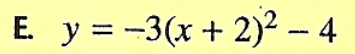 E. y = −3(x + 2)² − 4